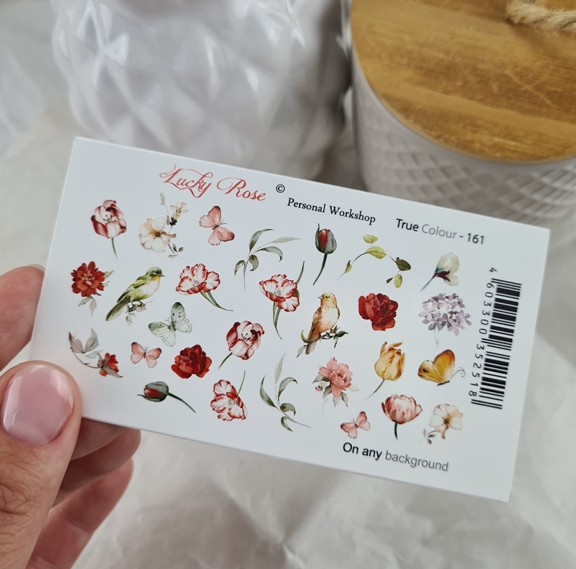 Lucky Rose ©
Personal Workshop
True Colour - 161
4 603300 352518
On any background